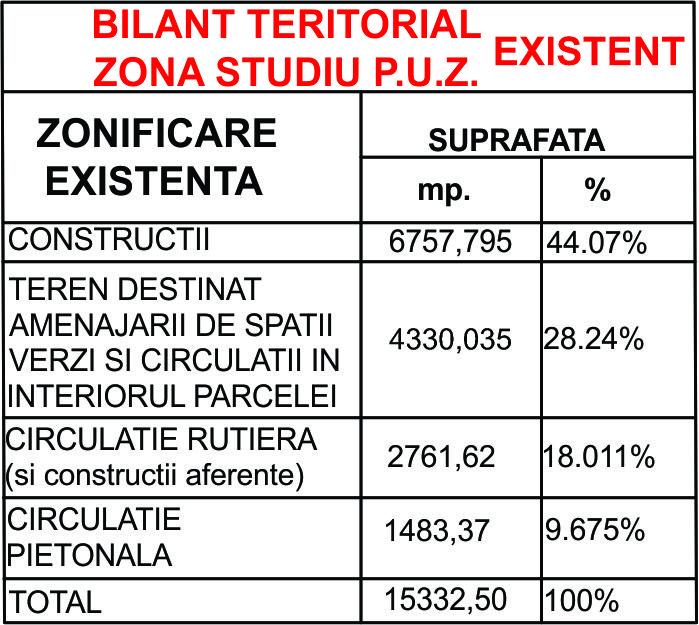 BILANT TERITORIAL
ZONA STUDIU P.U.Z. EXISTENT
ZONIFICARE
EXISTENTA
SUPRAFATA
mp. %
CONSTRUCTII 6757,795 44.07%
TEREN DESTINAT
AMENAJARII DE SPATII
VERZI SI CIRCULATII IN
INTERIORUL PARCELEI
4330,035 28.24%
CIRCULATIE RUTIERA
(si constructii aferente)
2761,62 18.011%
CIRCULATIE
PIETONALA
1483,37 9.675%
TOTAL 15332,50 100%